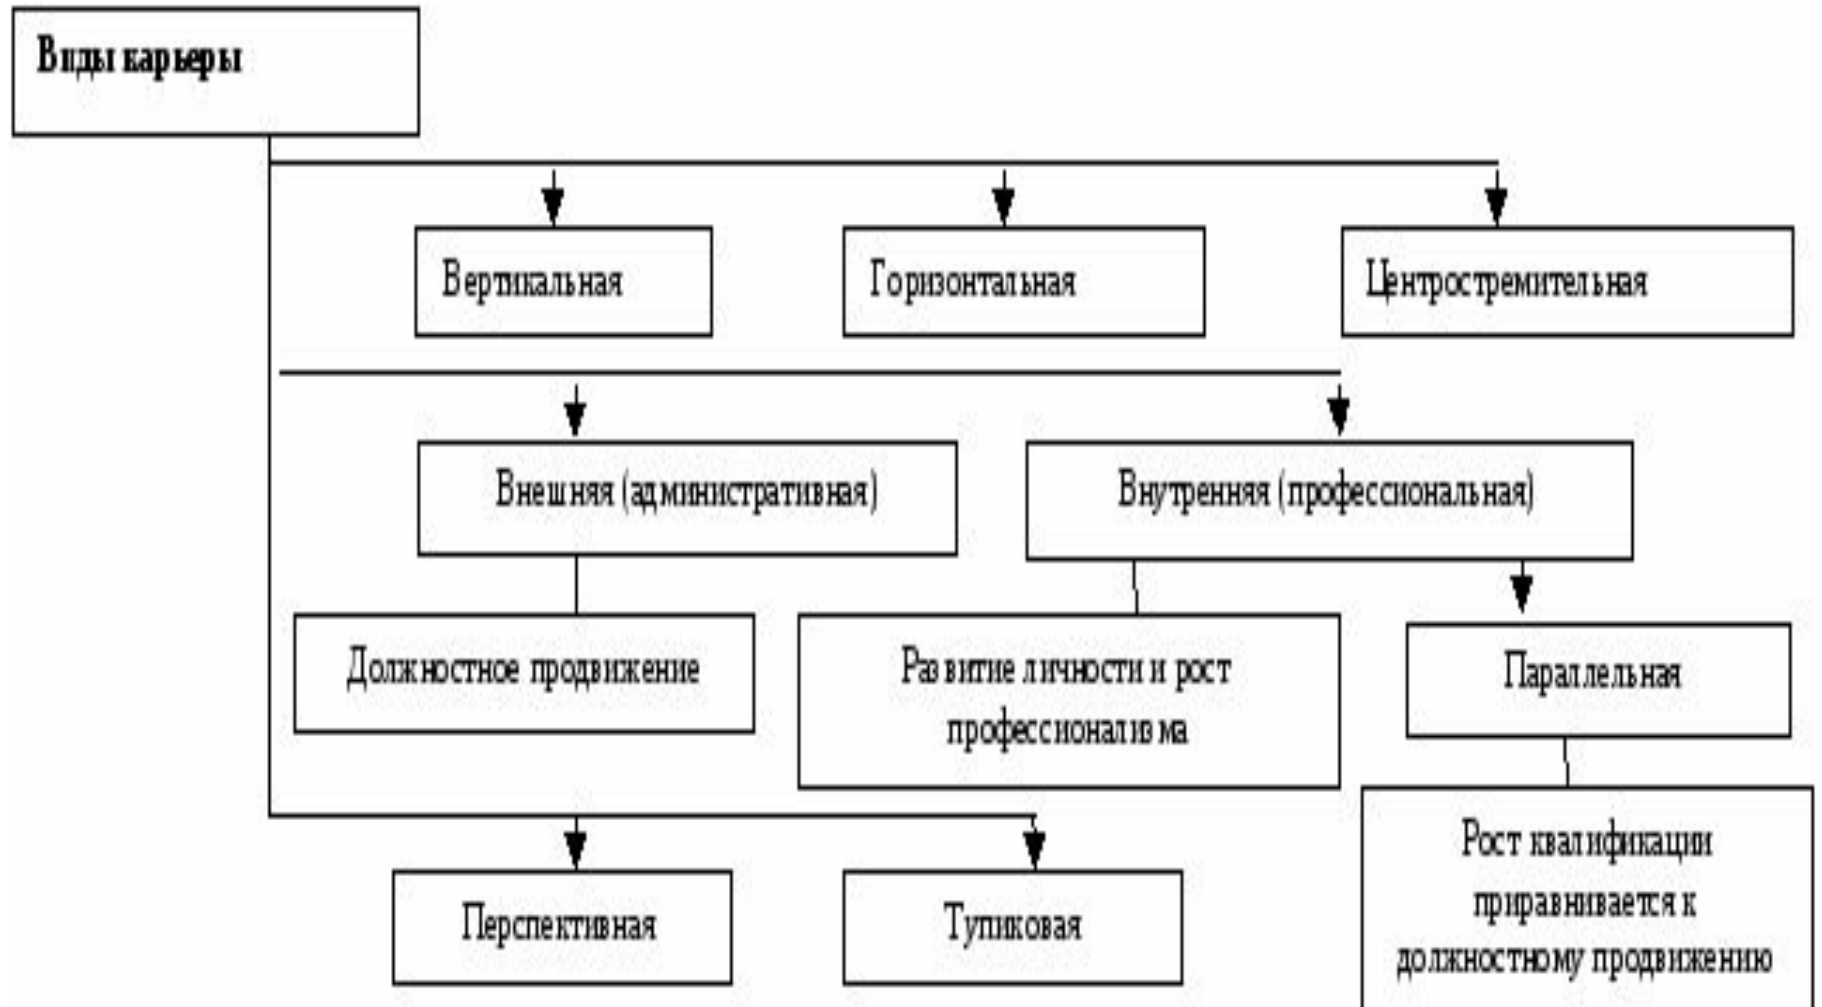 Виды карьеры
Вертикальная
Горизонтальная
Центростремительная
Внешняя (административная)
Внутренняя (профессиональная)
Должностное продвижение
Развитие личности и рост
профессионализма
Параллельная
Рост квалификации
приравнивается к
должностному продвижению
Перспективная
Тупиковая